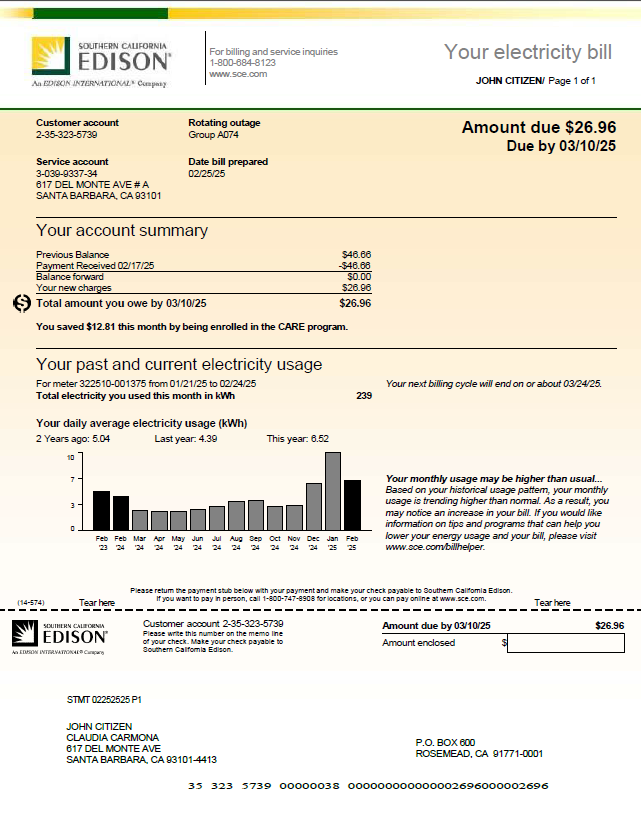 SOUTHERN CALIFORNIA
EDISON®
An EDISON INTERNATIONAL® Company
For billing and service inquiries
1-800-684-8123
www.sce.com
Your electricity bill
JOHN CITIZEN/ Page 1 of 1
Customer account
2-35-323-5739
Rotating outage
Group A074
Amount due $26.96
Due by 03/10/25
Service account
3-039-9337-34
617 DEL MONTE AVE # A
SANTA BARBARA, CA 93101
Date bill prepared
02/25/25
Your account summary
Previous Balance $46.66
Payment Received 02/17/25 -$46.66
Balance forward $0.00
Your new charges $26.96
$ Total amount you owe by 03/10/25 $26.96
You saved $12.81 this month by being enrolled in the CARE program.
Your past and current electricity usage
For meter 322510-001375 from 01/21/25 to 02/24/25
Total electricity you used this month in kWh 239
Your next billing cycle will end on or about 03/24/25.
Your daily average electricity usage (kWh)
2 Years ago: 5.04 Last year: 4.39 This year: 6.52
10
7
3
0
Feb Feb Mar Apr May Jun Jul Aug Sep Oct Nov Dec Jan Feb
'23 '24 '24 '24 '24 '24 '24 '24 '24 '24 '24 '24 '25 '25
Your monthly usage may be higher than usual...
Based on your historical usage pattern, your monthly
usage is trending higher than normal. As a result, you
may notice an increase in your bill. If you would like
information on tips and programs that can help you
lower your energy usage and your bill, please visit
www.sce.com/billhelper.
Please return the payment stub below with your payment and make your check payable to Southern California Edison.
If you want to pay in person, call 1-800-747-8908 for locations, or you can pay online at www.sce.com.
(14-574) Tear here Tear here
SOUTHERN CALIFORNIA
EDISON®
An EDISON INTERNATIONAL® Company
Customer account 2-35-323-5739
Please write this number on the memo line
of your check. Make your check payable to
Southern California Edison.
Amount due by 03/10/25 $26.96
Amount enclosed $
STMT 02252525 P1
JOHN CITIZEN
CLAUDIA CARMONA
617 DEL MONTE AVE
SANTA BARBARA, CA 93101-4413
P.O. BOX 600
ROSEMEAD, CA 91771-0001
35 323 5739 00000038 0000000000000002696000002696